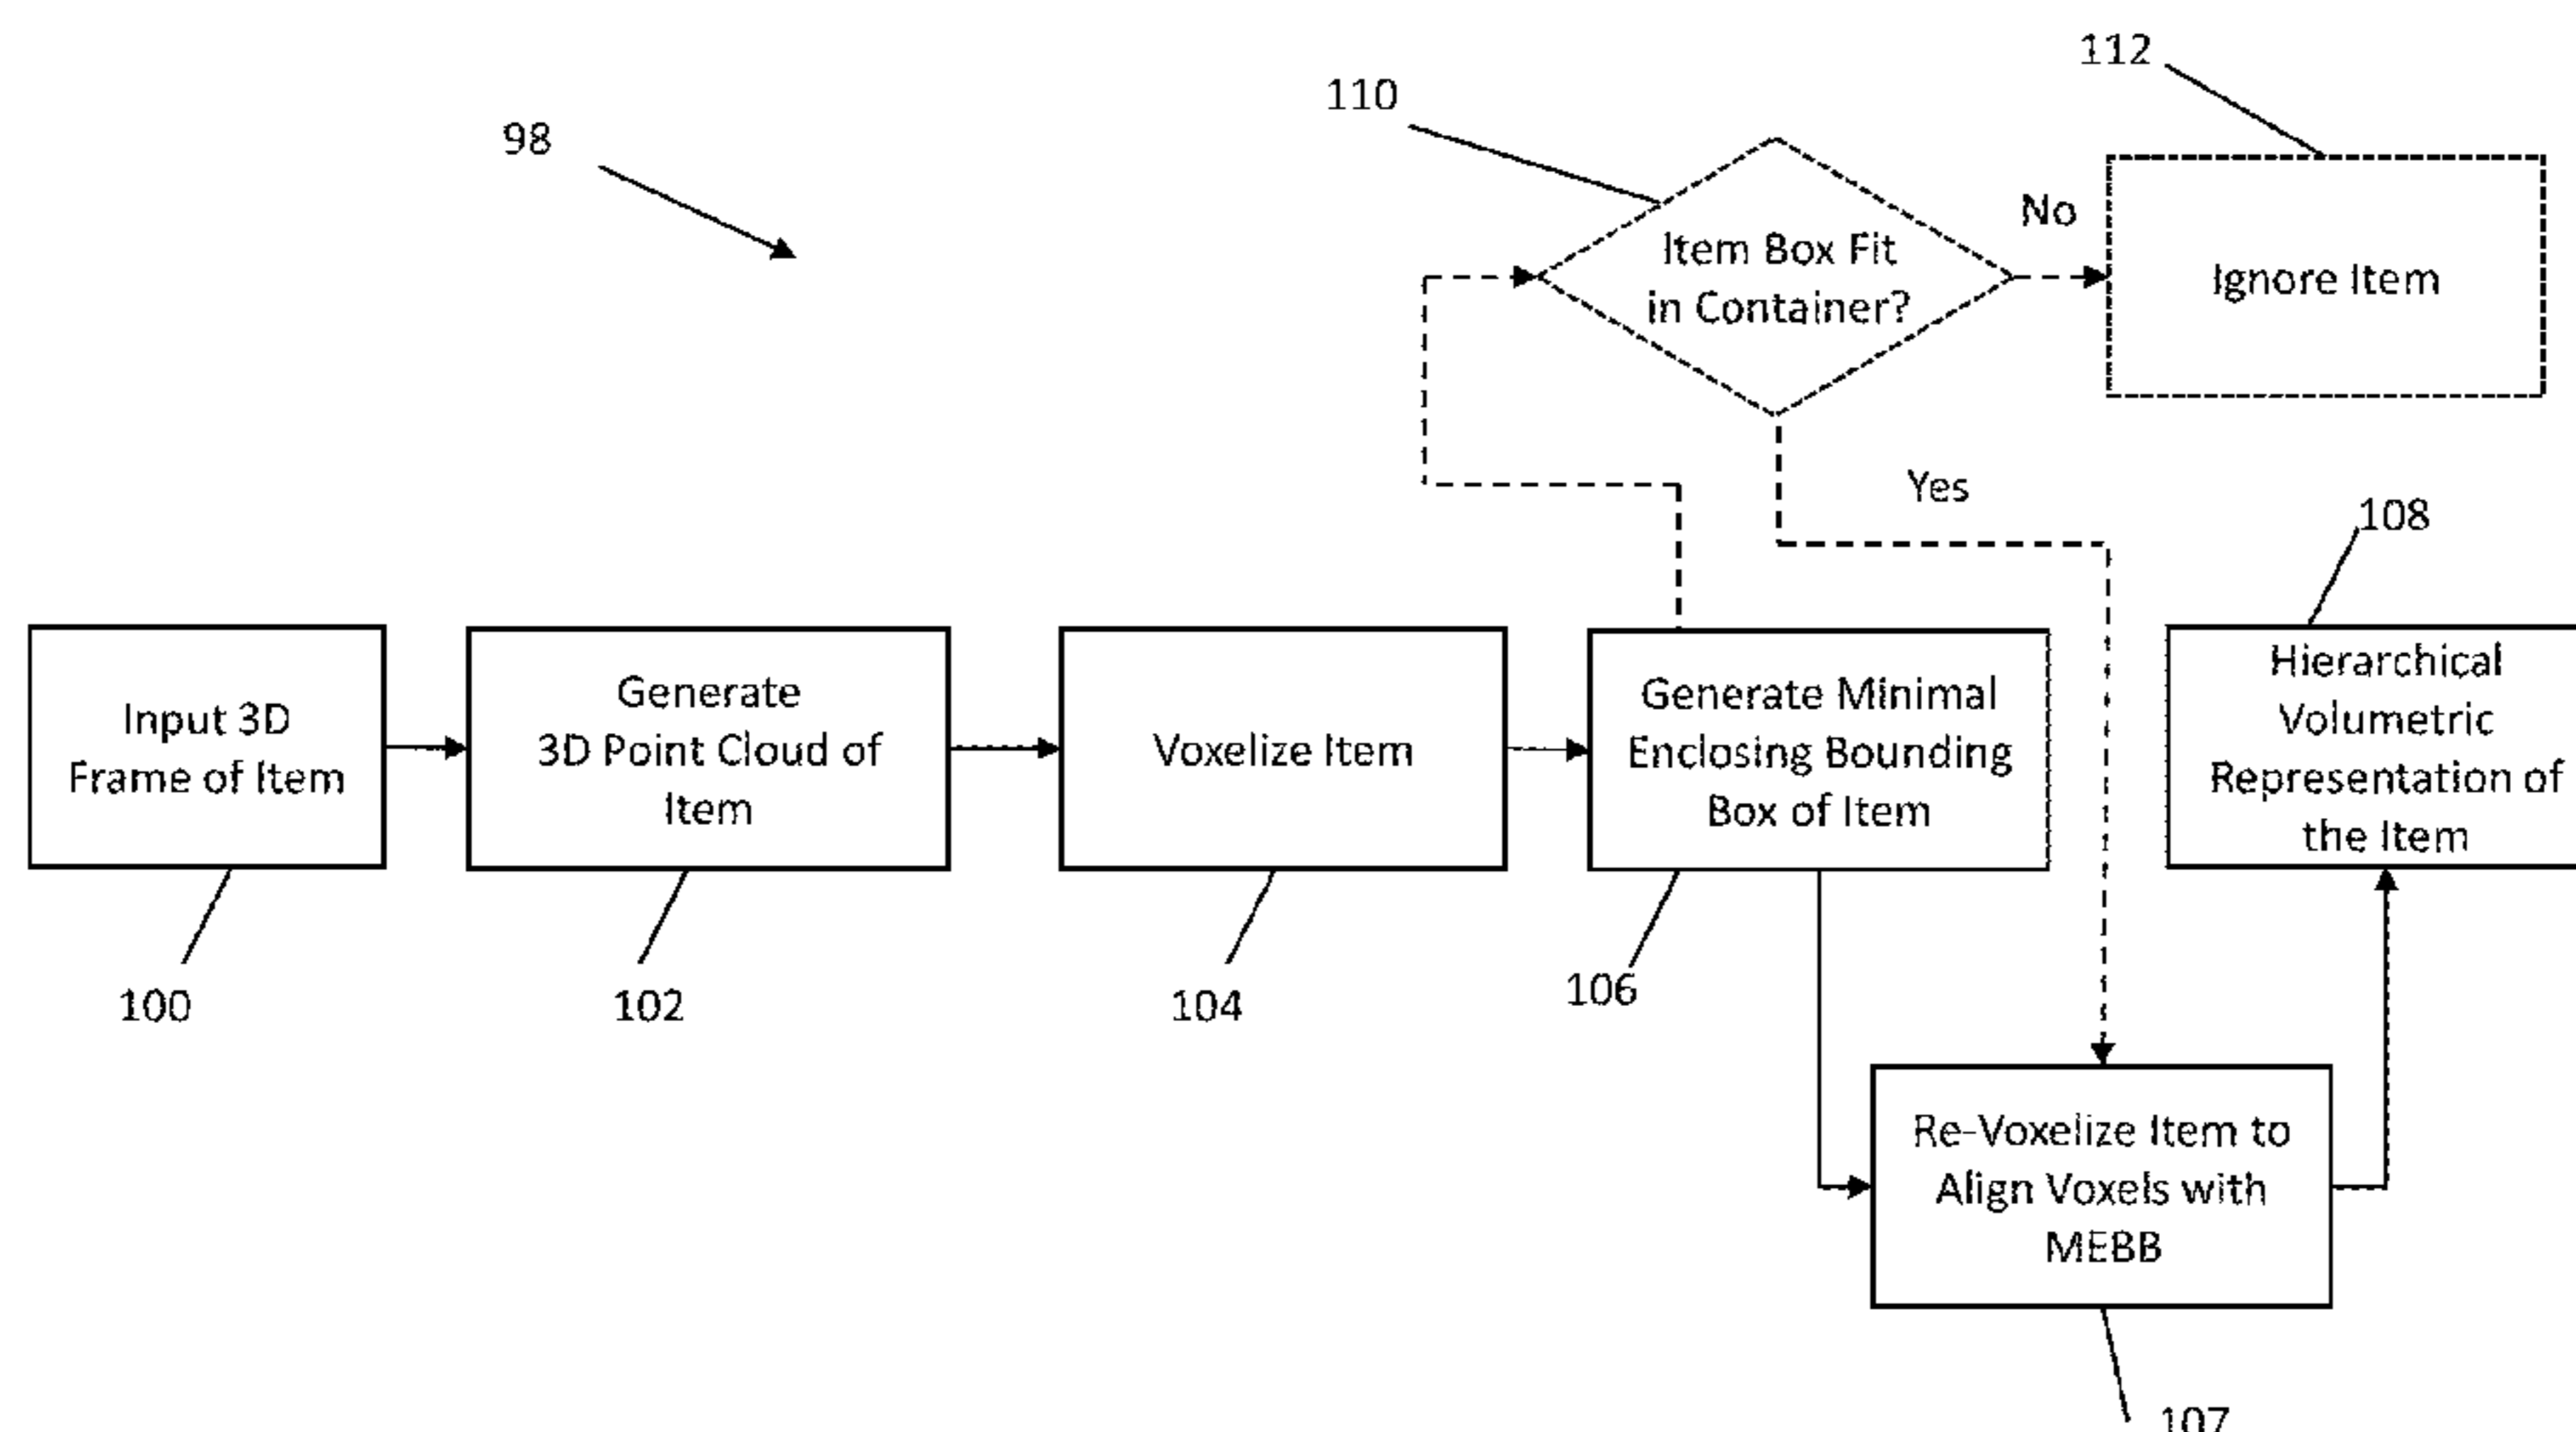 112
110
98
No
Item Box Fit
in Container?
Ignore Item
Yes
108
Input 3D
Frame of Item
Generate
3D Point Cloud of
Item
Voxelize Item
Generate Minimal
Enclosing Bounding
Box of Item
Hierarchical
Volumetric
Representation of
the Item
100
102
104
106
Re-Voxelize Item to
Align Voxels with
MEBB
107